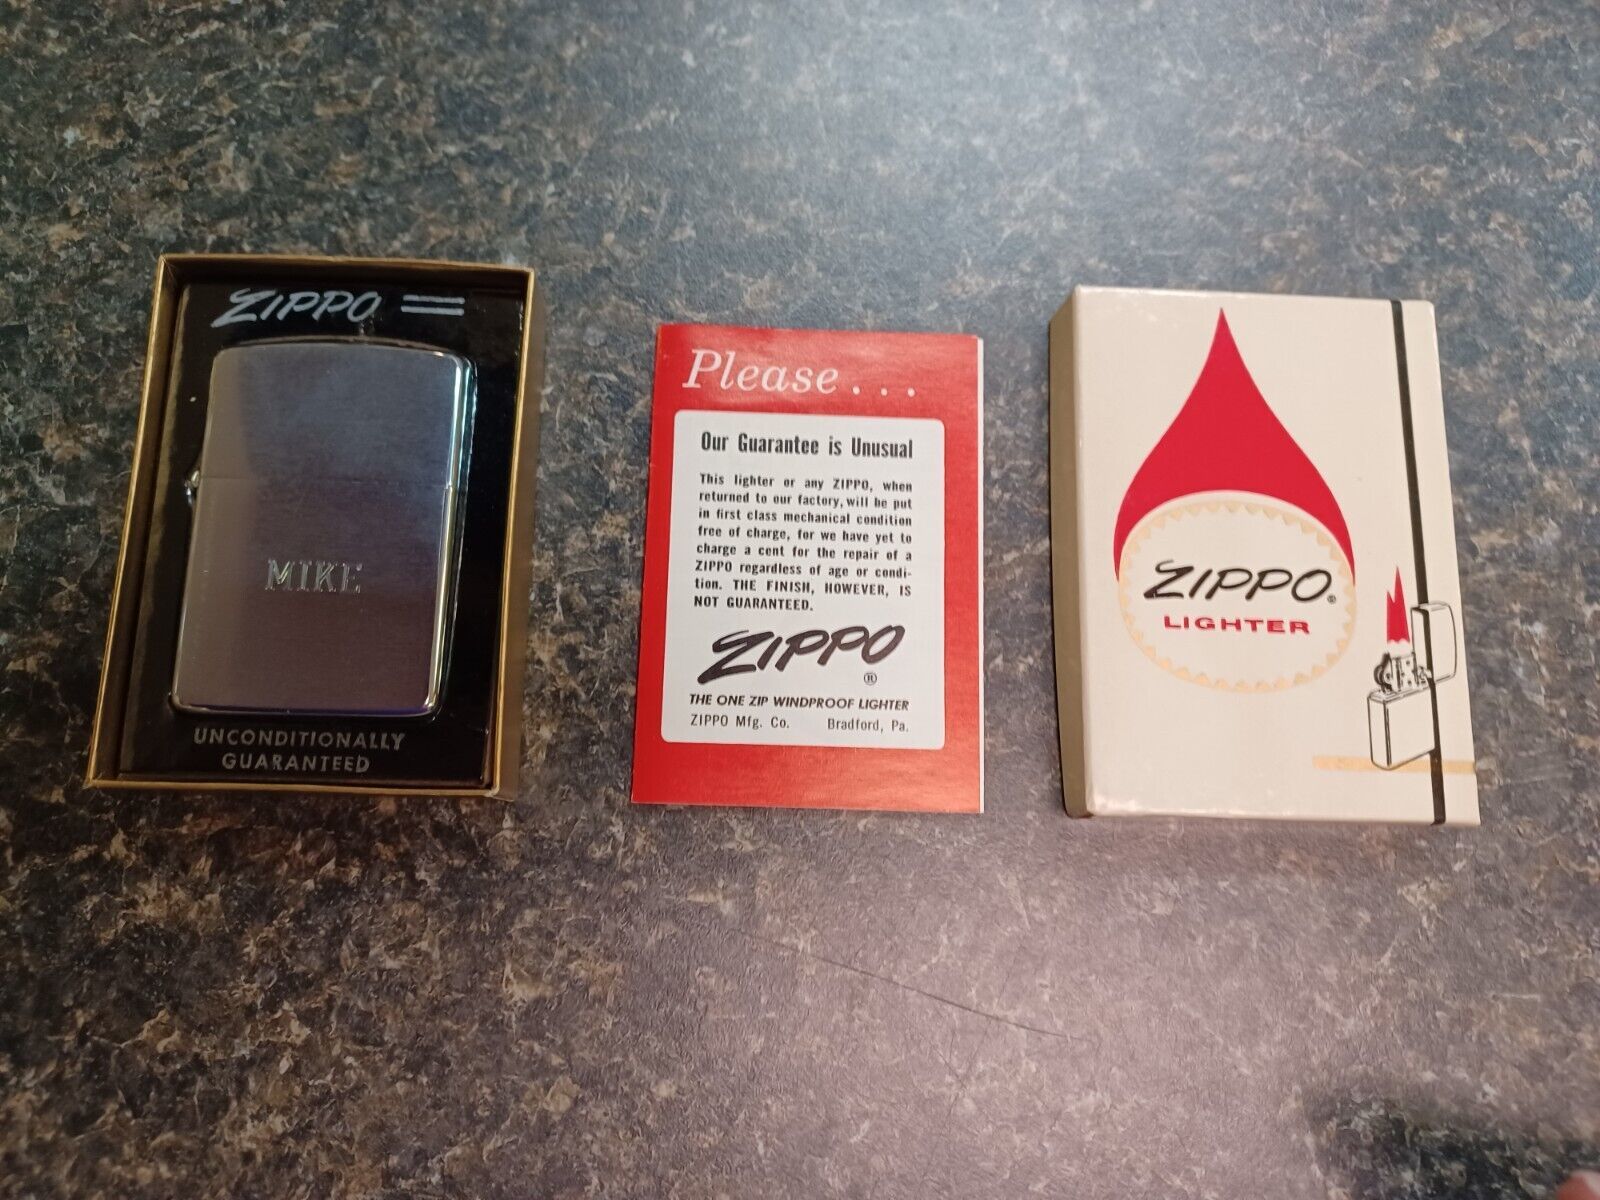 ZIPPO
MIKE
UNCONDITIONALLY
GUARANTEED
Please...
Our Guarantee is Unusual
This lighter or any ZIPPO, when
returned to our factory, will be put
in first class mechanical condition
free of charge, for we have yet to
charge a cent for the repair of a
ZIPPO regardless of age or condi-
tion. THE FINISH, HOWEVER, IS
NOT GUARANTEED.
ZIPPO
®
THE ONE ZIP WINDPROOF LIGHTER
ZIPPO Mfg. Co. Bradford, Pa.
ZIPPO®
LIGHTER